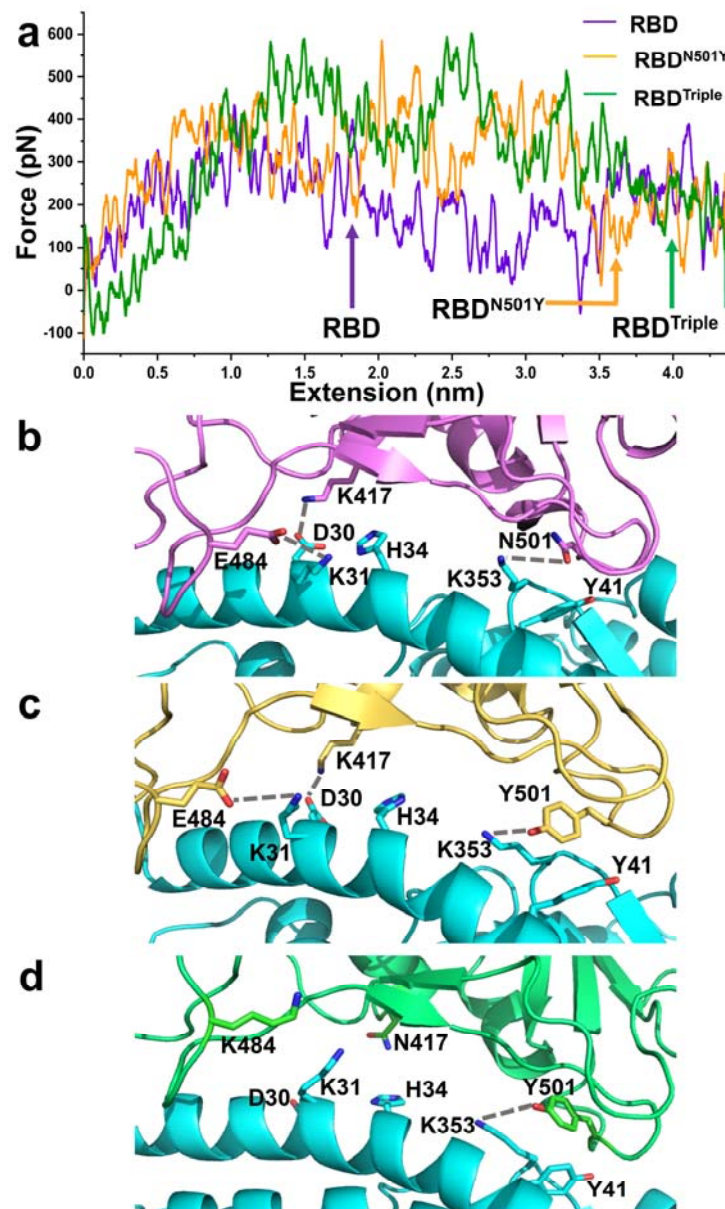 a
600
500
400
300
200
100
0
-100
Force (pN)
RBD
RBD^N501Y
RBD^Triple
RBD
RBD^N501Y
RBD^Triple
0.0 0.5 1.0 1.5 2.0 2.5 3.0 3.5 4.0
Extension (nm)
b
K417
E484
D30
K31
H34
N501
K353
Y41
c
K417
E484
D30
K31
H34
Y501
K353
Y41
d
K484
N417
D30
K31
H34
Y501
K353
Y41